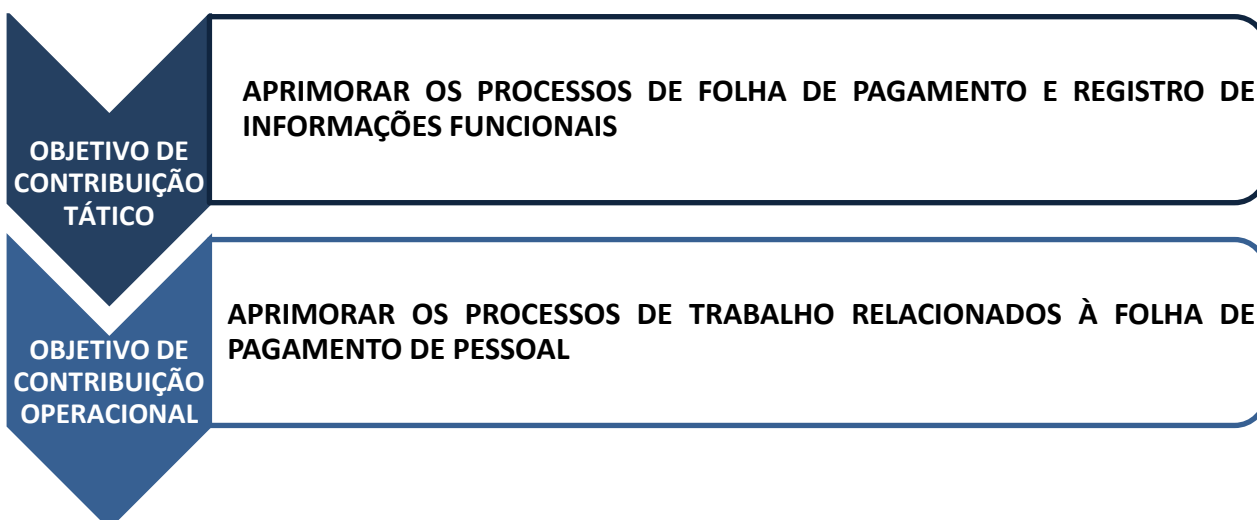 OBJETIVO DE
CONTRIBUIÇÃO
TÁTICO
APRIMORAR OS PROCESSOS DE FOLHA DE PAGAMENTO E REGISTRO DE
INFORMAÇÕES FUNCIONAIS
OBJETIVO DE
CONTRIBUIÇÃO
OPERACIONAL
APRIMORAR OS PROCESSOS DE TRABALHO RELACIONADOS À FOLHA DE
PAGAMENTO DE PESSOAL